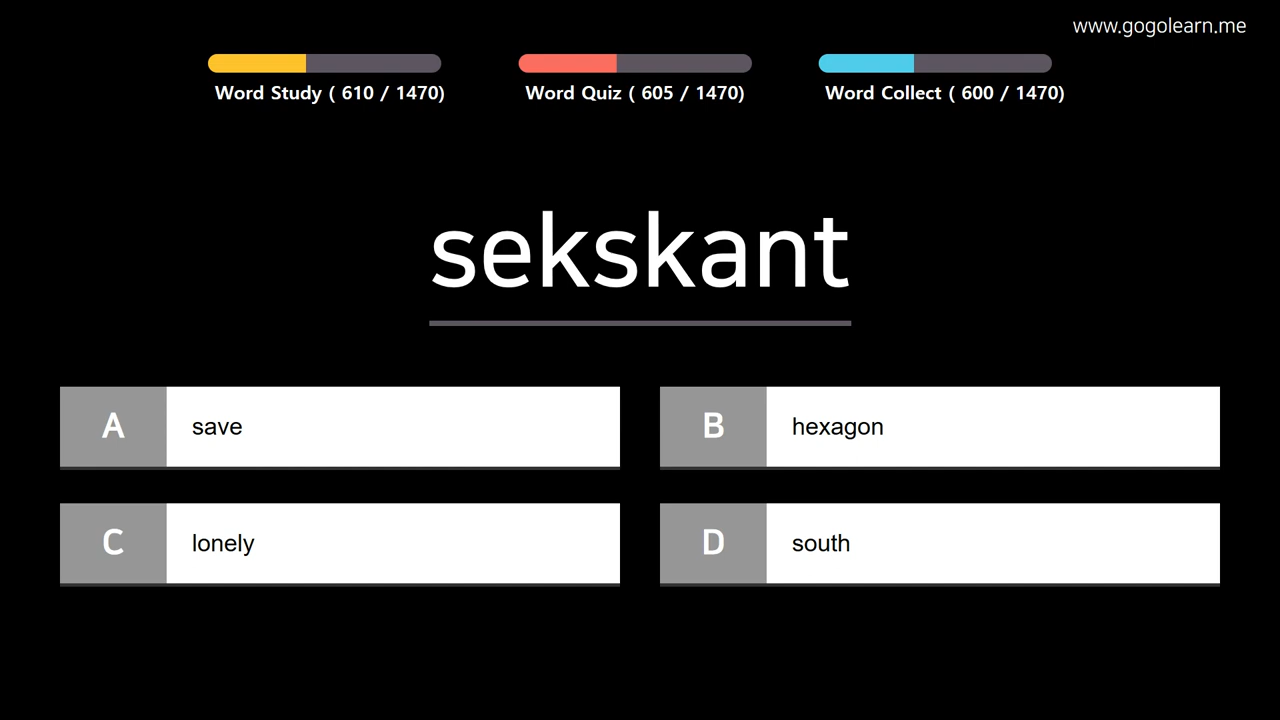 www.gogolearn.me
Word Study ( 610 / 1470)
Word Quiz ( 605 / 1470)
Word Collect ( 600 / 1470)
sekskant
A save
B hexagon
C lonely
D south